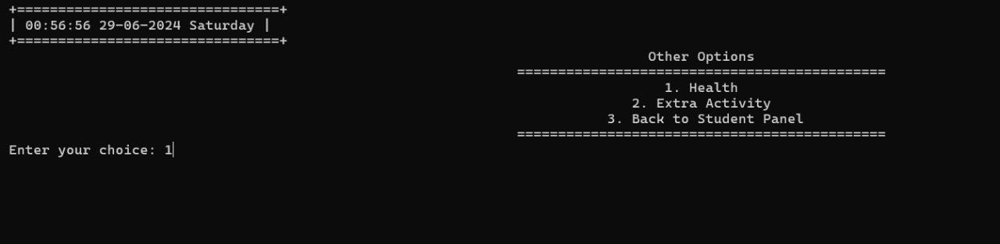 +================================+
| 00:56:56 29-06-2024 Saturday |
+================================+
Other Options
=============================================
1. Health
2. Extra Activity
3. Back to Student Panel
=============================================
Enter your choice: 1